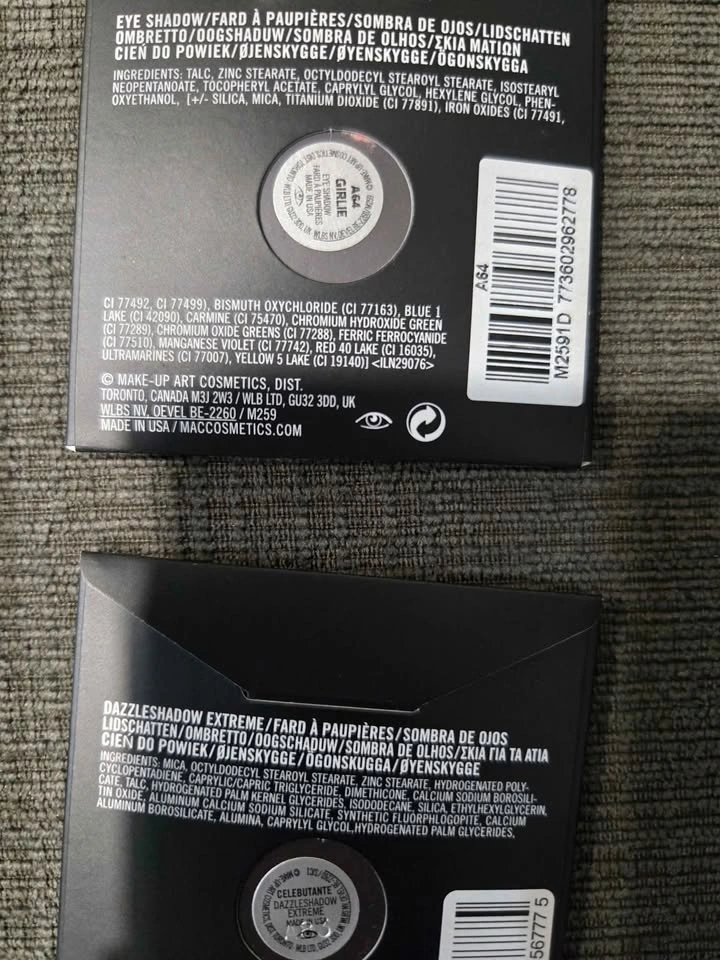 EYE SHADOW/FARD À PAUPIÈRES/SOMBRA DE OJOS/LIDSCHATTEN
OMBRETTO/OOGSHADUW/SOMBRA DE OLHOS/ΣΚΙΑ ΜΑΤΙΩΝ
CIEŃ DO POWIEK/ØJENSKYGGE/ØYENSKYGGE/ÖGONSKYGGA
INGREDIENTS: TALC, ZINC STEARATE, OCTYLDODECYL STEAROYL STEARATE, ISOSTEARYL
NEOPENTANOATE, TOCOPHERYL ACETATE, CAPRYLYL GLYCOL, HEXYLENE GLYCOL, PHEN-
OXYETHANOL, [+/- SILICA, MICA, TITANIUM DIOXIDE (CI 77891), IRON OXIDES (CI 77491,
A64
GIRLIE
EYE SHADOW
FARD À PAUPIÈRES
MADE IN USA
A64
M2591D 773602962778
CI 77492, CI 77499), BISMUTH OXYCHLORIDE (CI 77163), BLUE 1
LAKE (CI 42090), CARMINE (CI 75470), CHROMIUM HYDROXIDE GREEN
(CI 77289), CHROMIUM OXIDE GREENS (CI 77288), FERRIC FERROCYANIDE
(CI 77510), MANGANESE VIOLET (CI 77742), RED 40 LAKE (CI 16035),
ULTRAMARINES (CI 77007), YELLOW 5 LAKE (CI 19140)] <ILN29076>
© MAKE-UP ART COSMETICS, DIST.
TORONTO, CANADA M3J 2W3 / WLB LTD, GU32 3DD, UK
WLBS NV, OEVEL BE-2260 / M259
MADE IN USA / MACCOSMETICS.COM
DAZZLESHADOW EXTREME/FARD À PAUPIÈRES/SOMBRA DE OJOS
LIDSCHATTEN/OMBRETTO/OOGSCHADUW/SOMBRA DE OLHOS/ΣΚΙΑ ΓΙΑ ΤΑ ΑΤΙΑ
CIEŃ DO POWIEK/ØJENSKYGGE/ÖGONSKUGGA/ØYENSKYGGE
INGREDIENTS: MICA, OCTYLDODECYL STEAROYL STEARATE, ZINC STEARATE, HYDROGENATED POLY-
CYCLOPENTADIENE, CAPRYLIC/CAPRIC TRIGLYCERIDE, DIMETHICONE, CALCIUM SODIUM BOROSILI-
CATE, TALC, HYDROGENATED PALM KERNEL GLYCERIDES, ISODODECANE, SILICA, ETHYLHEXYLGLYCERIN,
TIN OXIDE, ALUMINUM CALCIUM SODIUM SILICATE, SYNTHETIC FLUORPHLOGOPITE, CALCIUM
ALUMINUM BOROSILICATE, ALUMINA, CAPRYLYL GLYCOL, HYDROGENATED PALM GLYCERIDES,
CELEBUTANTE
DAZZLESHADOW
EXTREME
MADE IN USA
56777 5